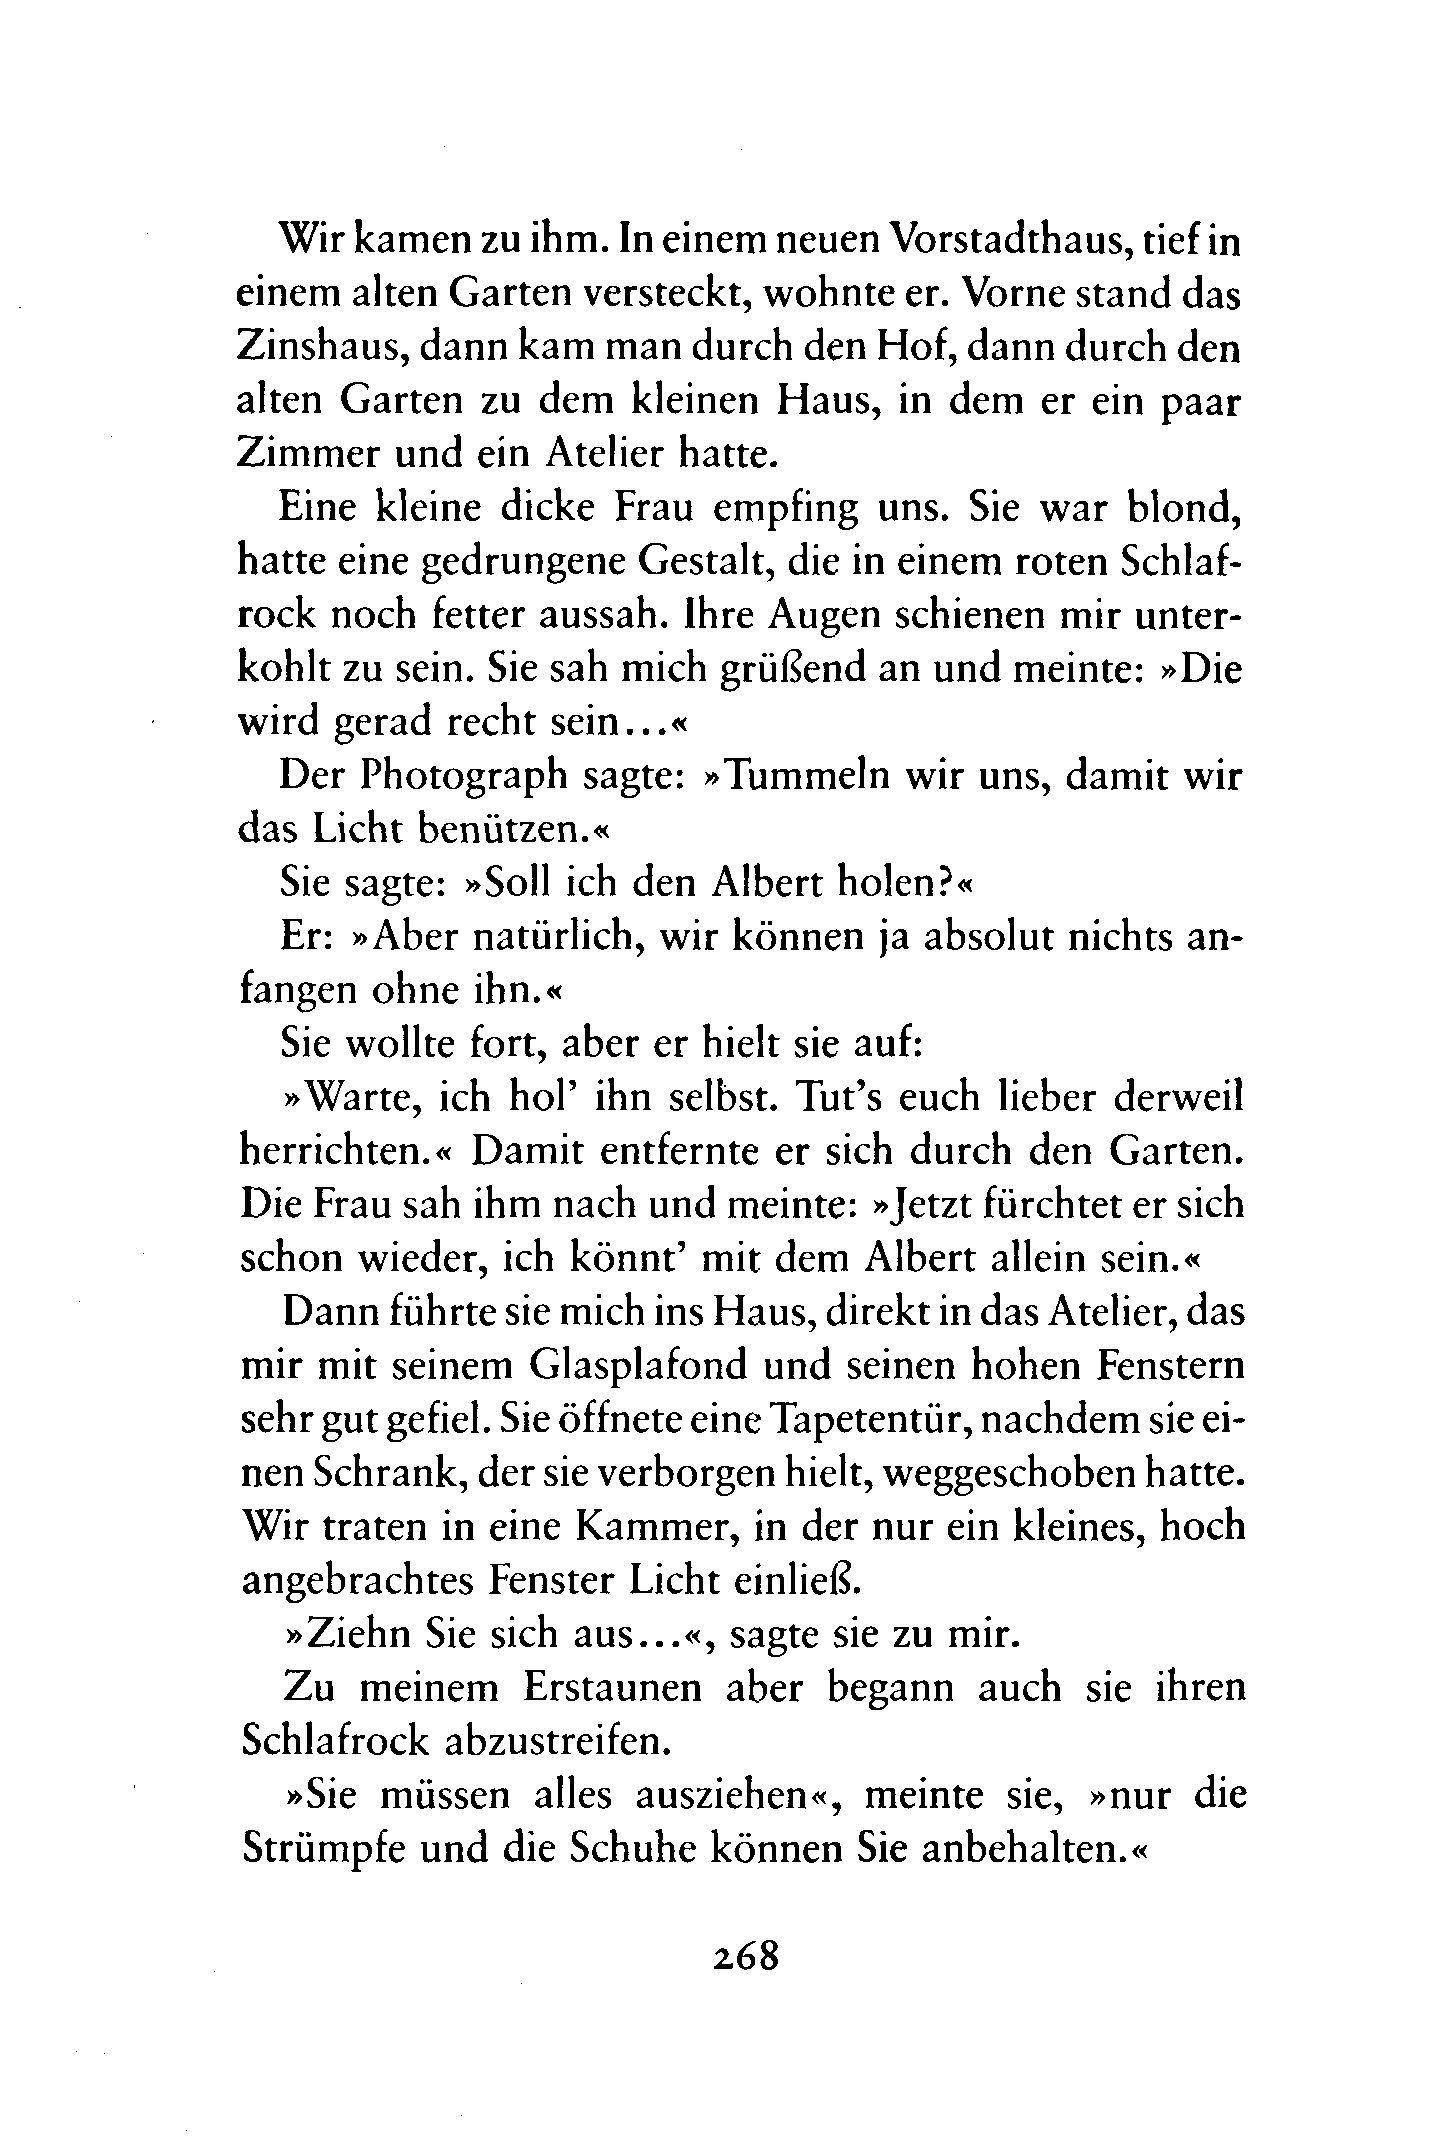 Wir kamen zu ihm. In einem neuen Vorstadthaus, tief in
einem alten Garten versteckt, wohnte er. Vorne stand das
Zinshaus, dann kam man durch den Hof, dann durch den
alten Garten zu dem kleinen Haus, in dem er ein paar
Zimmer und ein Atelier hatte.
Eine kleine dicke Frau empfing uns. Sie war blond,
hatte eine gedrungene Gestalt, die in einem roten Schlaf-
rock noch fetter aussah. Ihre Augen schienen mir unter-
kohlt zu sein. Sie sah mich grüßend an und meinte: »Die
wird gerad recht sein...«
Der Photograph sagte: »Tummeln wir uns, damit wir
das Licht benützen.«
Sie sagte: »Soll ich den Albert holen?«
Er: »Aber natürlich, wir können ja absolut nichts an-
fangen ohne ihn.«
Sie wollte fort, aber er hielt sie auf:
»Warte, ich hol’ ihn selbst. Tut’s euch lieber derweil
herrichten.« Damit entfernte er sich durch den Garten.
Die Frau sah ihm nach und meinte: »Jetzt fürchtet er sich
schon wieder, ich könnt’ mit dem Albert allein sein.«
Dann führte sie mich ins Haus, direkt in das Atelier, das
mir mit seinem Glasplafond und seinen hohen Fenstern
sehr gut gefiel. Sie öffnete eine Tapetentür, nachdem sie ei-
nen Schrank, der sie verborgen hielt, weggeschoben hatte.
Wir traten in eine Kammer, in der nur ein kleines, hoch
angebrachtes Fenster Licht einließ.
»Ziehn Sie sich aus...«, sagte sie zu mir.
Zu meinem Erstaunen aber begann auch sie ihren
Schlafrock abzustreifen.
»Sie müssen alles ausziehen«, meinte sie, »nur die
Strümpfe und die Schuhe können Sie anbehalten.«
268